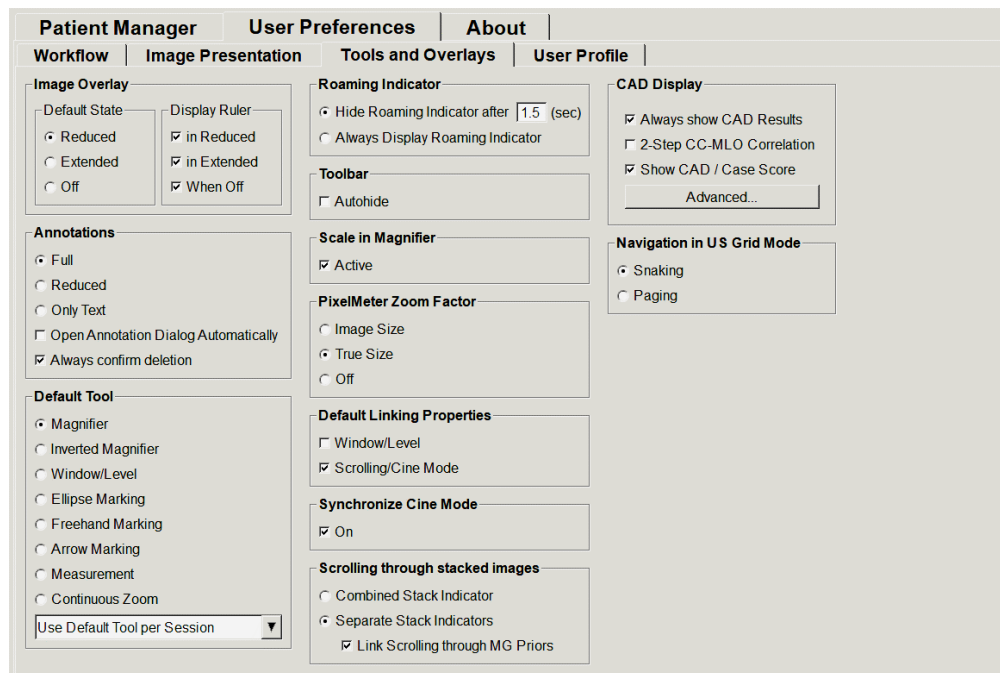 Patient Manager
User Preferences
About
Workflow
Image Presentation
Tools and Overlays
User Profile
Image Overlay
Default State
Reduced
Extended
Off
Display Ruler
in Reduced
in Extended
When Off
Annotations
Full
Reduced
Only Text
Open Annotation Dialog Automatically
Always confirm deletion
Default Tool
Magnifier
Inverted Magnifier
Window/Level
Ellipse Marking
Freehand Marking
Arrow Marking
Measurement
Continuous Zoom
Use Default Tool per Session
Roaming Indicator
Hide Roaming Indicator after 1.5 (sec)
Always Display Roaming Indicator
Toolbar
Autohide
Scale in Magnifier
Active
PixelMeter Zoom Factor
Image Size
True Size
Off
Default Linking Properties
Window/Level
Scrolling/Cine Mode
Synchronize Cine Mode
On
Scrolling through stacked images
Combined Stack Indicator
Separate Stack Indicators
Link Scrolling through MG Priors
CAD Display
Always show CAD Results
2-Step CC-MLO Correlation
Show CAD / Case Score
Advanced...
Navigation in US Grid Mode
Snaking
Paging